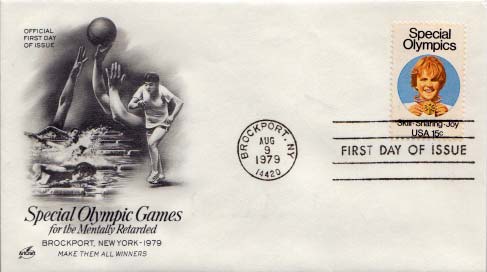 OFFICIAL
FIRST DAY
OF ISSUE
Special
Olympics
Skill·Sharing·Joy
USA 15c
BROCKPORT, NY
AUG
9
1979
14420
FIRST DAY OF ISSUE
Special Olympic Games
for the Mentally Retarded
BROCKPORT, NEW YORK-1979
MAKE THEM ALL WINNERS
ArtCraft